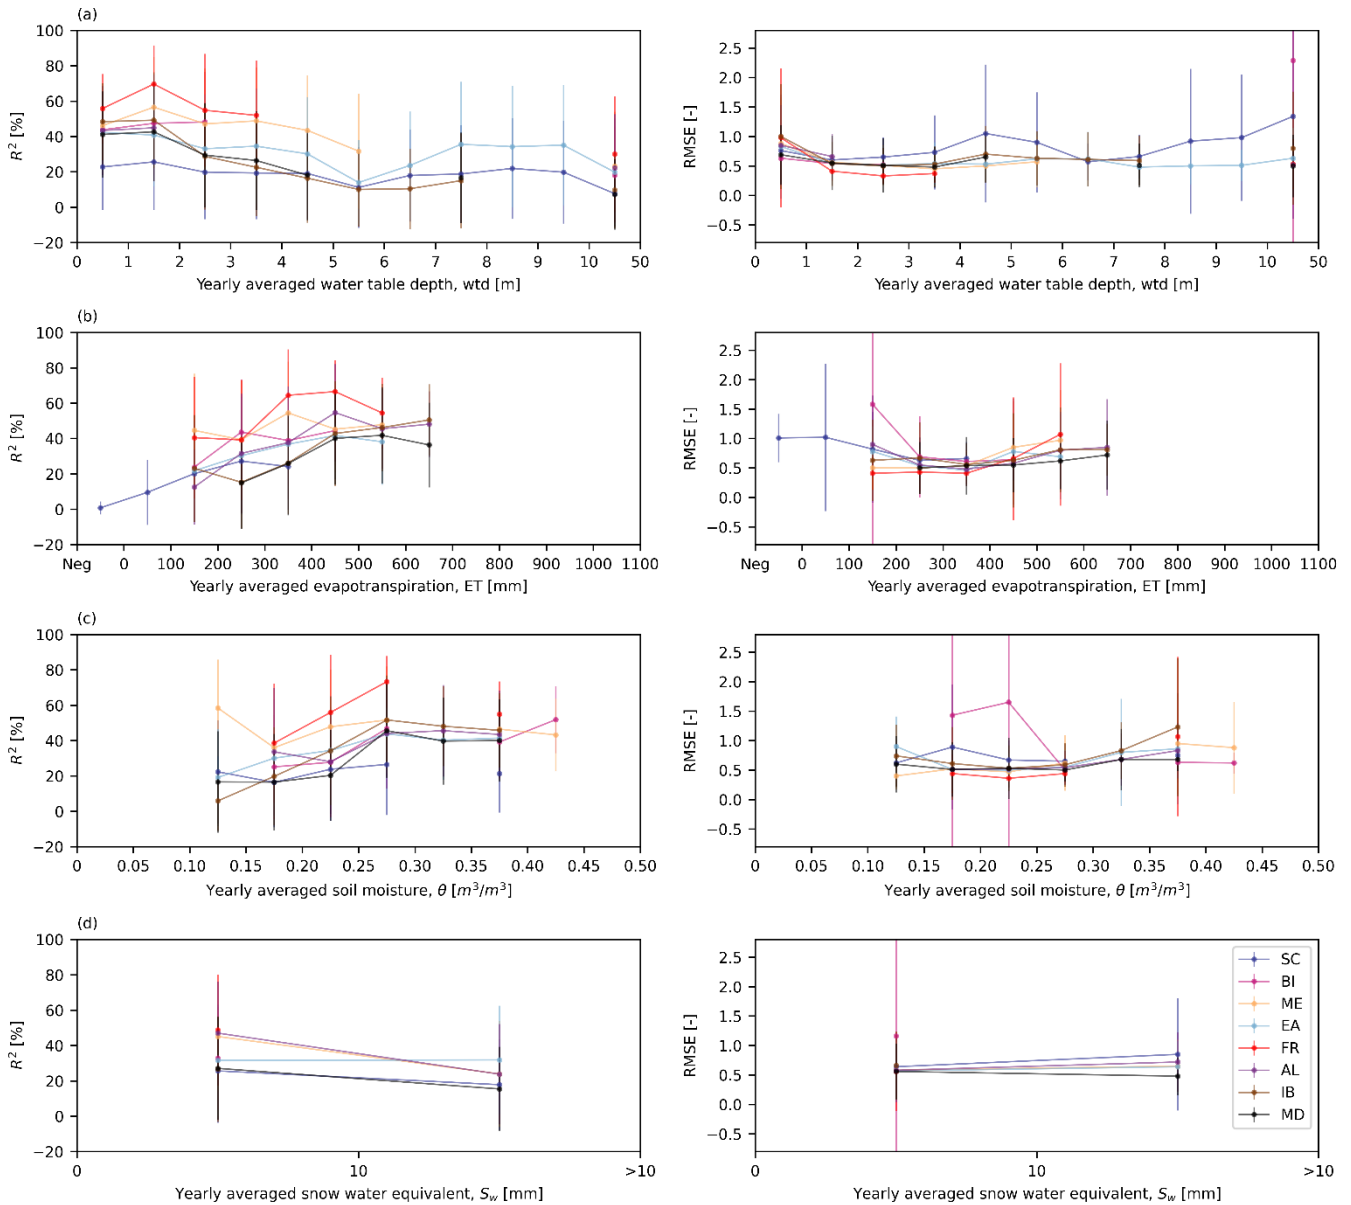 (a)
100
80
60
40
20
0
−20
R² [%]
0 1 2 3 4 5 6 7 8 9 10 50
Yearly averaged water table depth, wtd [m]
2.5
2.0
1.5
1.0
0.5
0.0
−0.5
RMSE [-]
0 1 2 3 4 5 6 7 8 9 10 50
Yearly averaged water table depth, wtd [m]
(b)
100
80
60
40
20
0
−20
R² [%]
Neg 0 100 200 300 400 500 600 700 800 900 1000 1100
Yearly averaged evapotranspiration, ET [mm]
2.5
2.0
1.5
1.0
0.5
0.0
−0.5
RMSE [-]
Neg 0 100 200 300 400 500 600 700 800 900 1000 1100
Yearly averaged evapotranspiration, ET [mm]
(c)
100
80
60
40
20
0
−20
R² [%]
0 0.05 0.10 0.15 0.20 0.25 0.30 0.35 0.40 0.45 0.50
Yearly averaged soil moisture, θ [m³/m³]
2.5
2.0
1.5
1.0
0.5
0.0
−0.5
RMSE [-]
0 0.05 0.10 0.15 0.20 0.25 0.30 0.35 0.40 0.45 0.50
Yearly averaged soil moisture, θ [m³/m³]
(d)
100
80
60
40
20
0
−20
R² [%]
0 10 >10
Yearly averaged snow water equivalent, S_w [mm]
2.5
2.0
1.5
1.0
0.5
0.0
−0.5
RMSE [-]
0 10 >10
Yearly averaged snow water equivalent, S_w [mm]
SC
BI
ME
EA
FR
AL
IB
MD